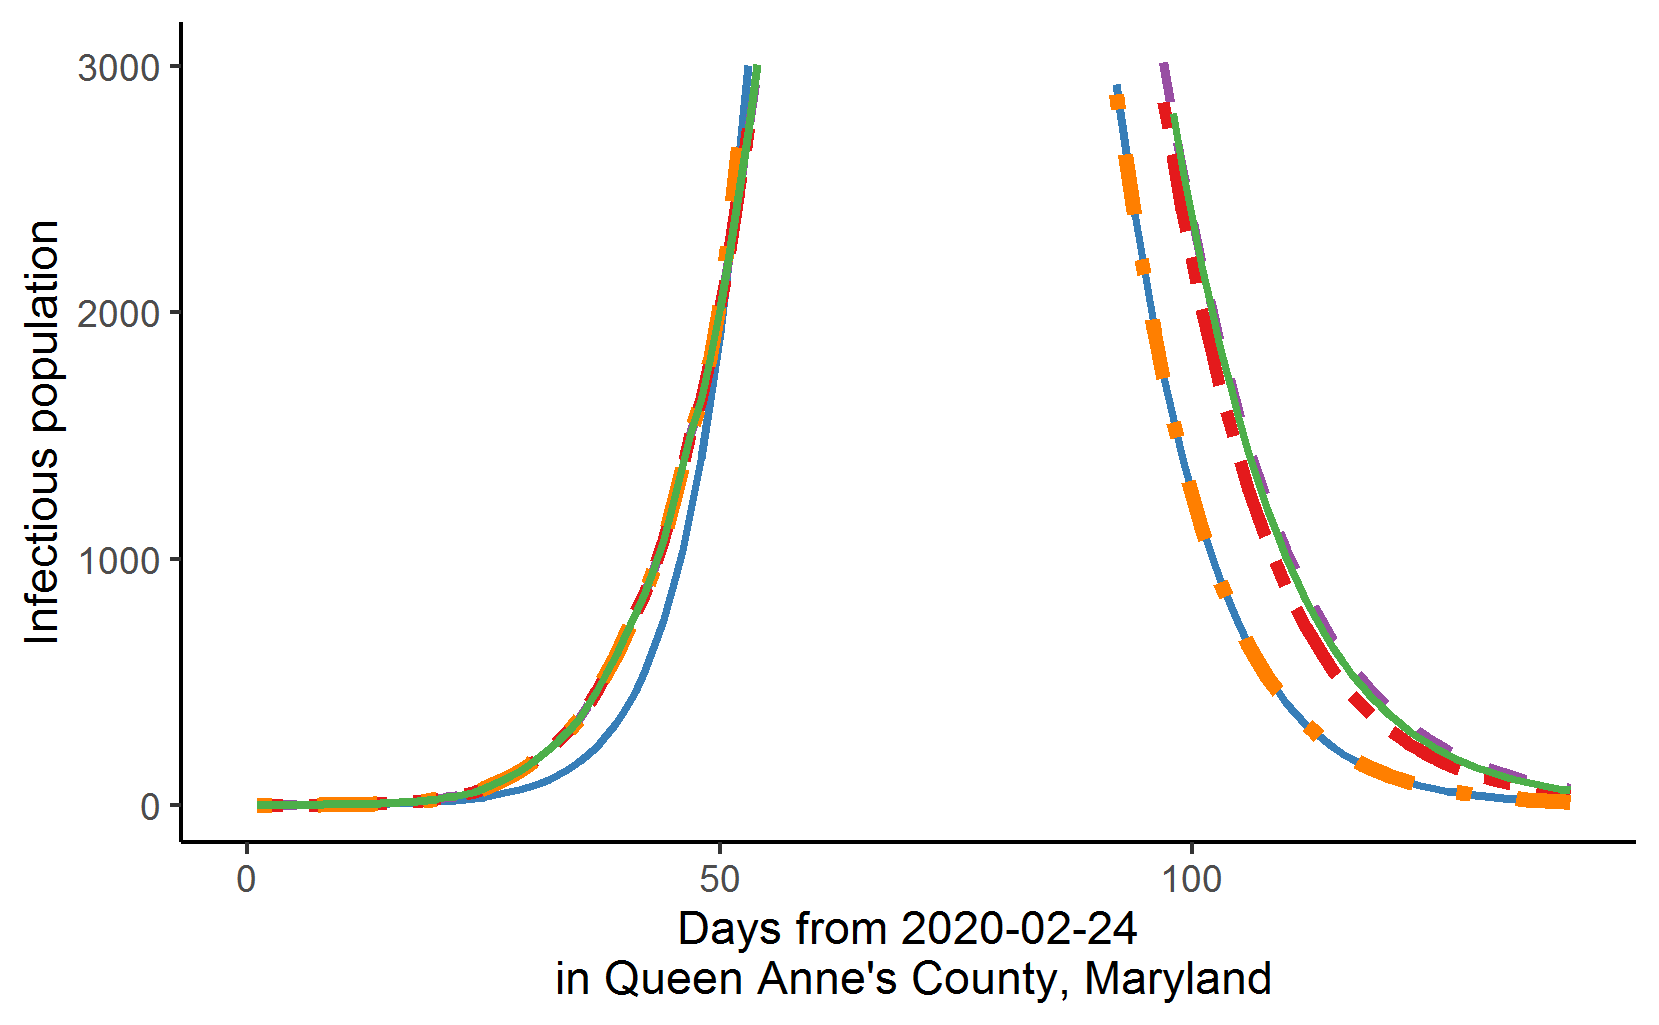 3000
2000
1000
0
Infectious population
0
50
100
Days from 2020-02-24
in Queen Anne's County, Maryland